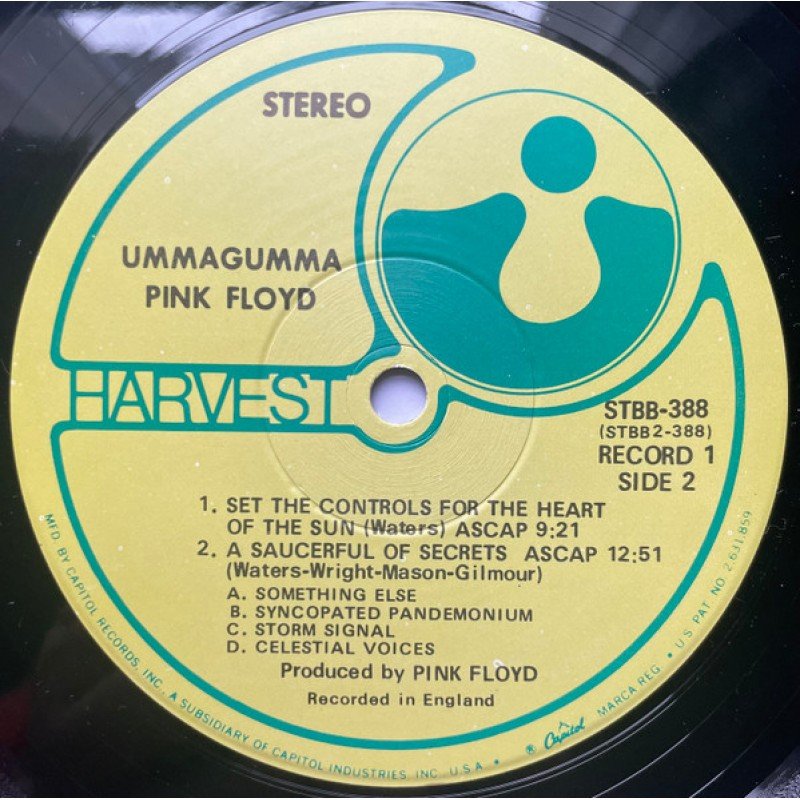 STEREO
UMMAGUMMA
PINK FLOYD
HARVEST
STBB-388
(STBB2-388)
RECORD 1
SIDE 2
1. SET THE CONTROLS FOR THE HEART
OF THE SUN (Waters) ASCAP 9:21
2. A SAUCERFUL OF SECRETS ASCAP 12:51
(Waters-Wright-Mason-Gilmour)
A. SOMETHING ELSE
B. SYNCOPATED PANDEMONIUM
C. STORM SIGNAL
D. CELESTIAL VOICES
Produced by PINK FLOYD
Recorded in England
MFD. BY CAPITOL RECORDS, INC., A SUBSIDIARY OF CAPITOL INDUSTRIES, INC. U.S.A. • ® Capitol MARCA REG. • U.S. PAT. NO. 2,631,859